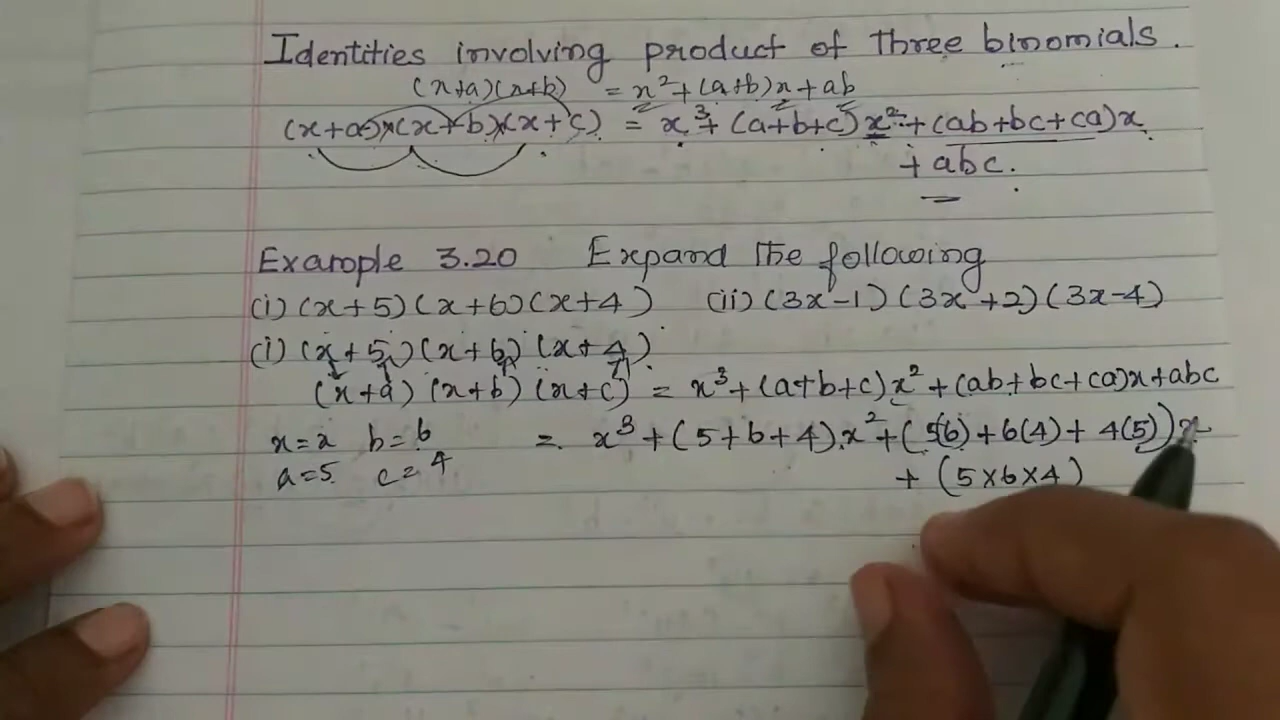 Identities involving product of three binomials.
(x+a)(x+b) = x² + (a+b)x + ab
(x+a)×(x+b)×(x+c) = x³ + (a+b+c)x² + (ab+bc+ca)x
+ abc.
Example 3.20 Expand the following
(i) (x+5)(x+6)(x+4) (ii) (3x-1)(3x+2)(3x-4)
(i) (x+5)(x+6)(x+4)
(x+a)(x+b)(x+c) = x³+(a+b+c)x²+(ab+bc+ca)x+abc
x=x b=6 = x³+(5+6+4)x²+(5(6)+6(4)+4(5))x
a=5 c=4 + (5×6×4)